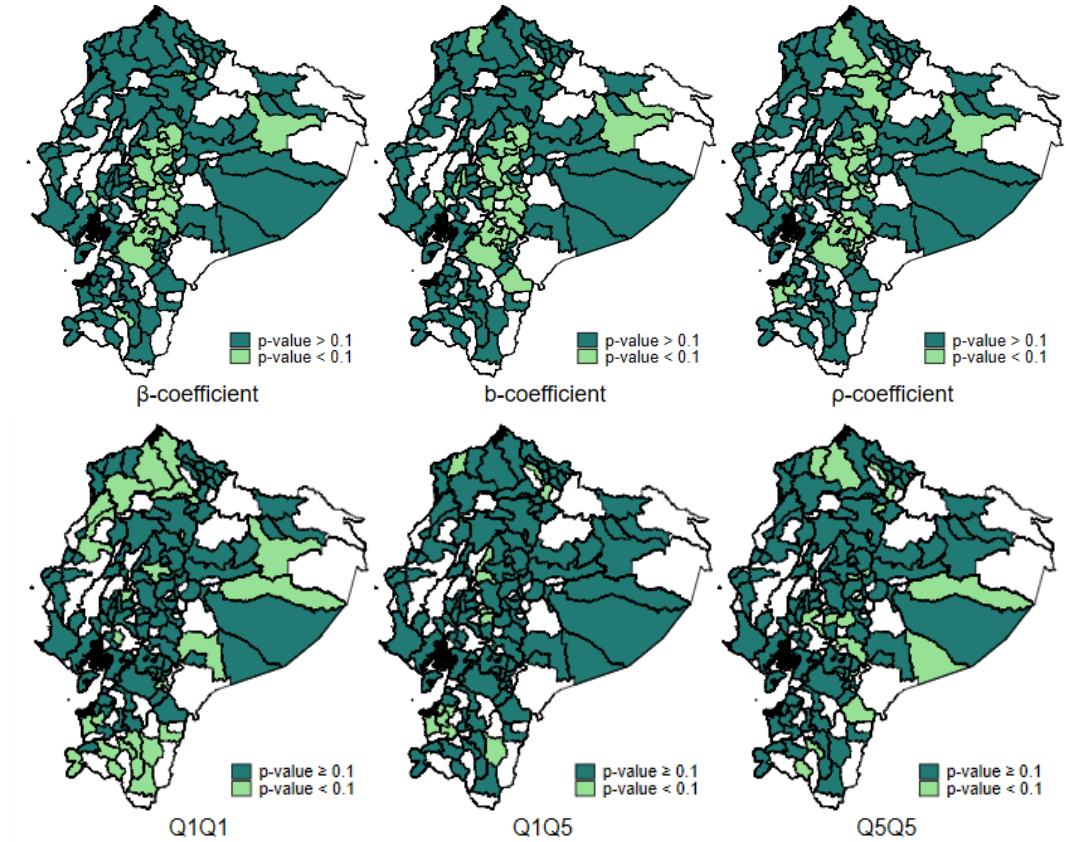 p-value > 0.1
p-value < 0.1
β-coefficient
p-value > 0.1
p-value < 0.1
b-coefficient
p-value > 0.1
p-value < 0.1
ρ-coefficient
p-value ≥ 0.1
p-value < 0.1
Q1Q1
p-value ≥ 0.1
p-value < 0.1
Q1Q5
p-value ≥ 0.1
p-value < 0.1
Q5Q5